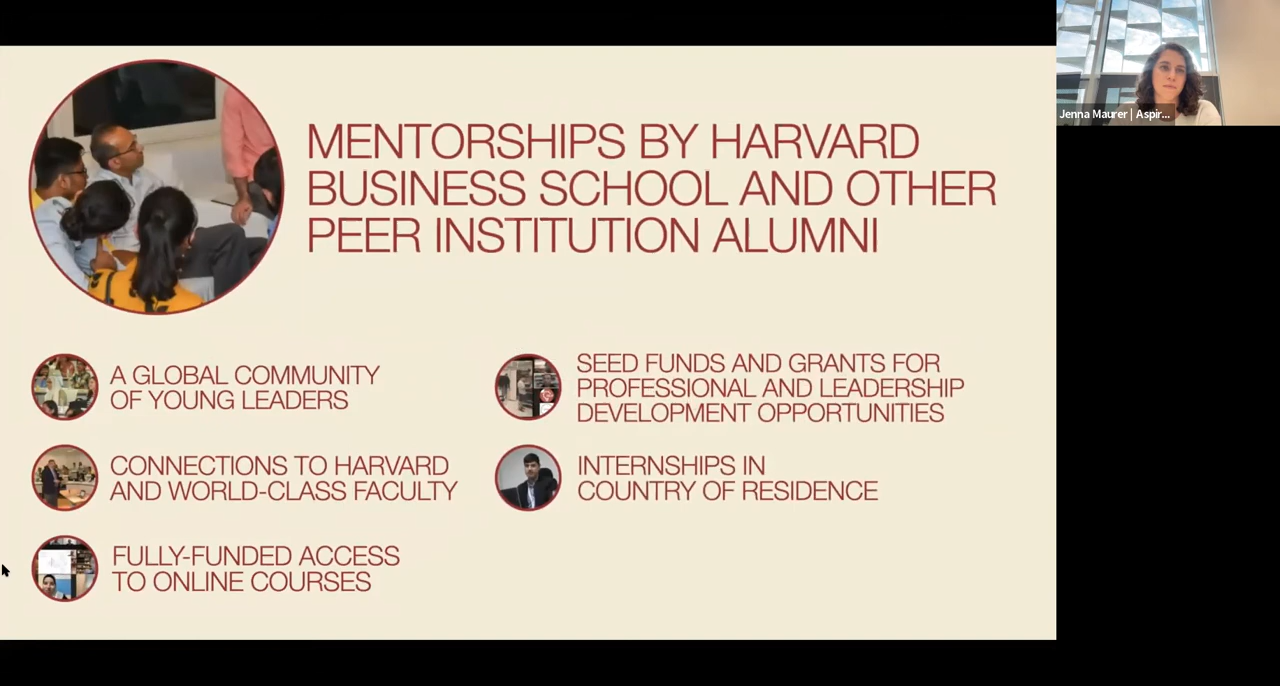 MENTORSHIPS BY HARVARD
BUSINESS SCHOOL AND OTHER
PEER INSTITUTION ALUMNI
A GLOBAL COMMUNITY
OF YOUNG LEADERS
CONNECTIONS TO HARVARD
AND WORLD-CLASS FACULTY
FULLY-FUNDED ACCESS
TO ONLINE COURSES
SEED FUNDS AND GRANTS FOR
PROFESSIONAL AND LEADERSHIP
DEVELOPMENT OPPORTUNITIES
INTERNSHIPS IN
COUNTRY OF RESIDENCE
Jenna Maurer | Aspir...